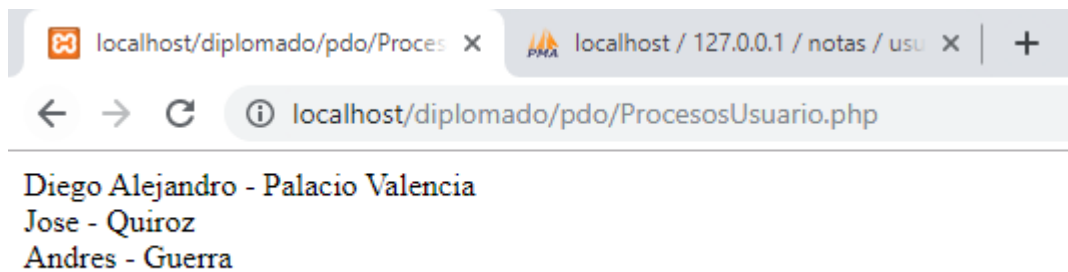 localhost/diplomado/pdo/Proces
PMA localhost / 127.0.0.1 / notas / usu
localhost/diplomado/pdo/ProcesosUsuario.php
Diego Alejandro - Palacio Valencia
Jose - Quiroz
Andres - Guerra